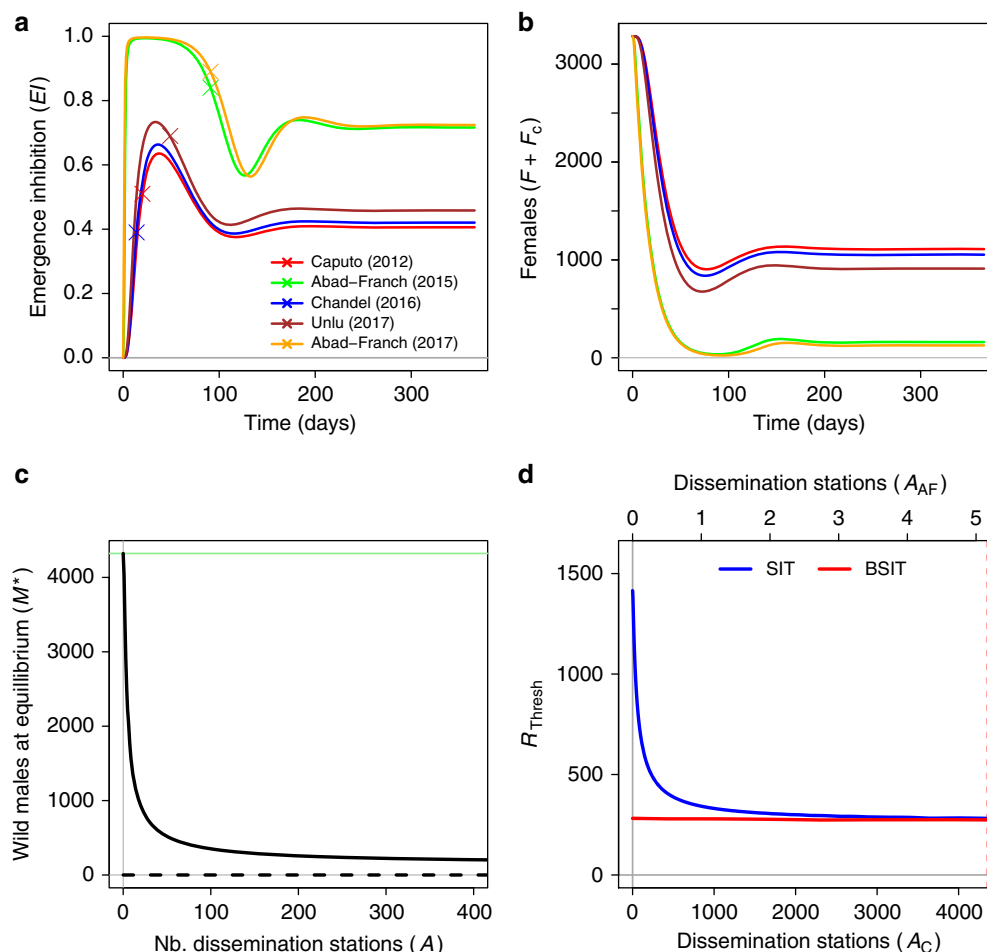 a
Emergence inhibition (EI)
1.0
0.8
0.6
0.4
0.2
0.0
Caputo (2012)
Abad–Franch (2015)
Chandel (2016)
Unlu (2017)
Abad–Franch (2017)
0 100 200 300
Time (days)
b
Females (F + Fc)
3000
2000
1000
0
0 100 200 300
Time (days)
c
Wild males at equillibrium (M*)
4000
3000
2000
1000
0
0 100 200 300 400
Nb. dissemination stations (A)
d
Dissemination stations (A_AF)
0 1 2 3 4 5
SIT BSIT
R_Thresh
1500
1000
500
0
0 1000 2000 3000 4000
Dissemination stations (A_C)